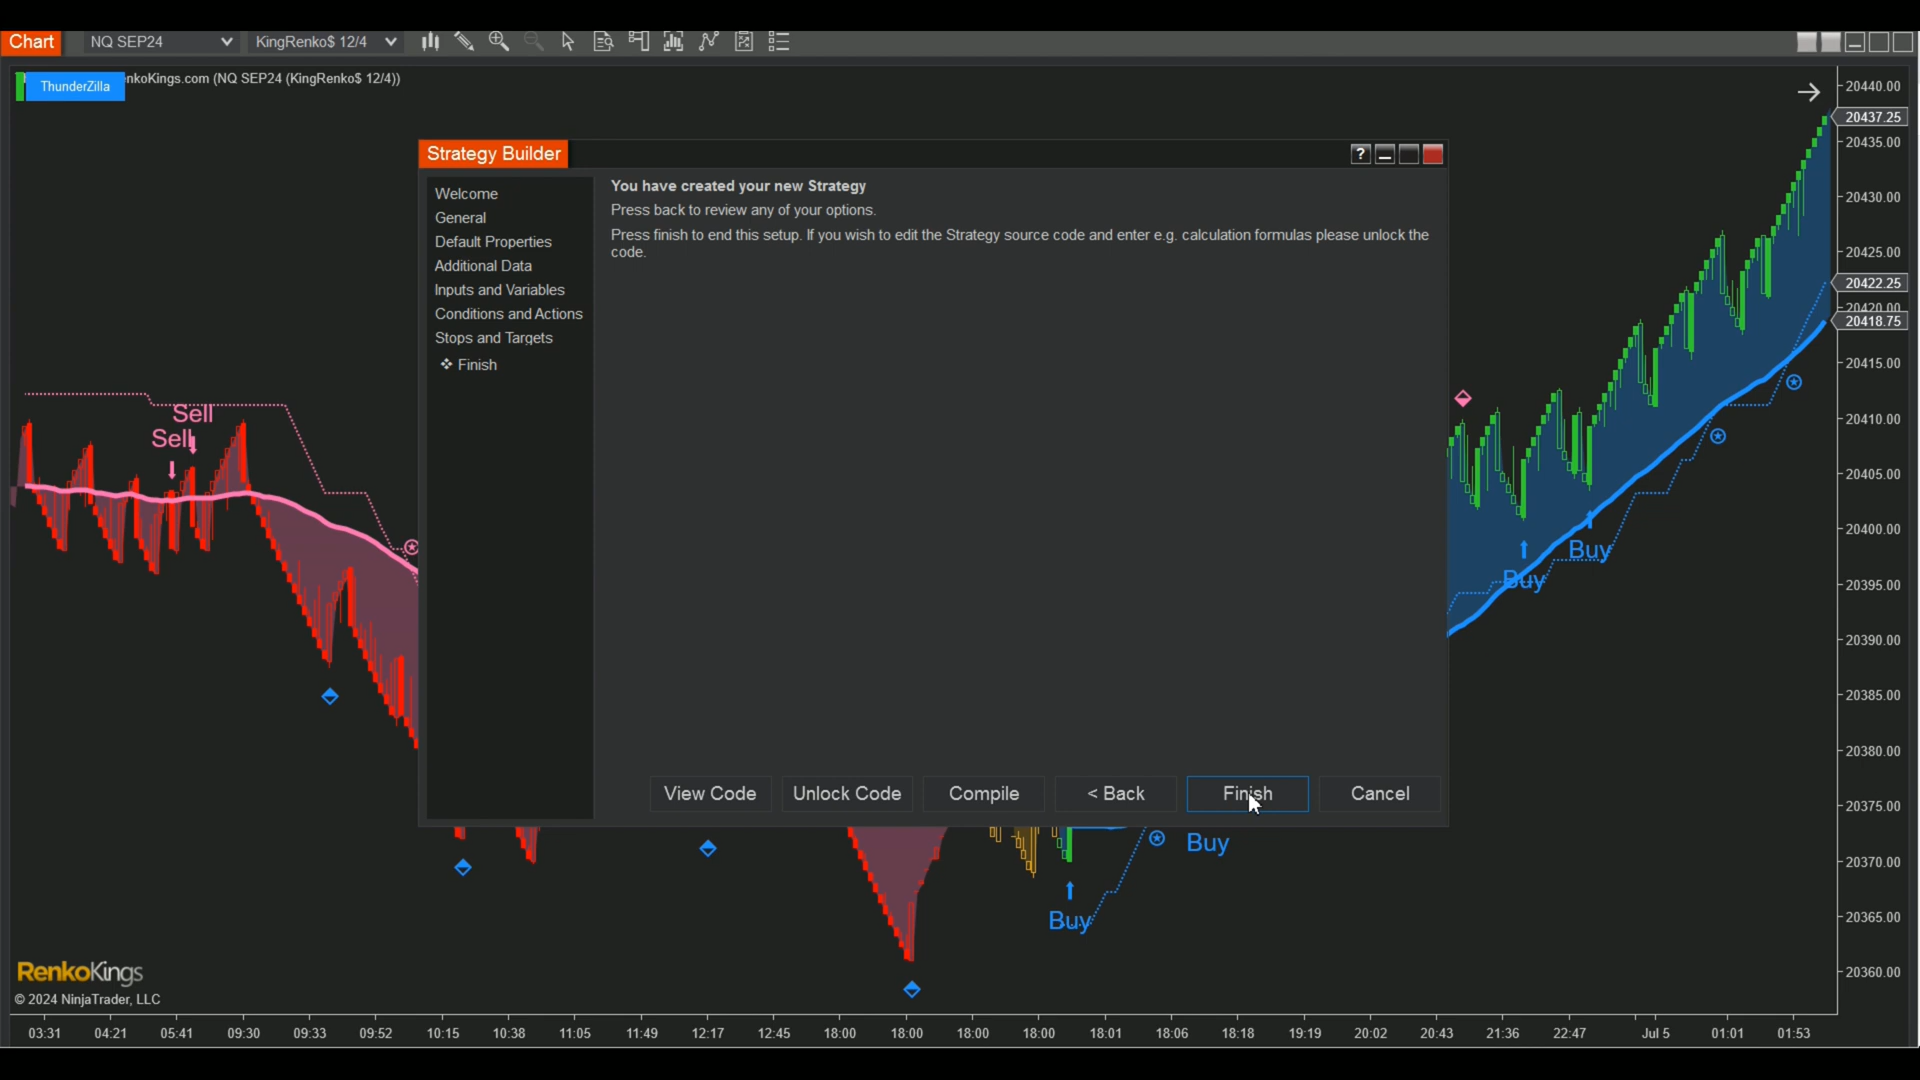 Chart
NQ SEP24
KingRenko$ 12/4
ThunderZilla
nkoKings.com (NQ SEP24 (KingRenko$ 12/4))
Strategy Builder
?
Welcome
General
Default Properties
Additional Data
Inputs and Variables
Conditions and Actions
Stops and Targets
Finish
You have created your new Strategy
Press back to review any of your options.
Press finish to end this setup. If you wish to edit the Strategy source code and enter e.g. calculation formulas please unlock the
code.
View Code
Unlock Code
Compile
< Back
Finish
Cancel
Sell
Sell
Buy
Buy
Buy
Buy
20440.00
20437.25
20435.00
20430.00
20425.00
20422.25
20420.00
20418.75
20415.00
20410.00
20405.00
20400.00
20395.00
20390.00
20385.00
20380.00
20375.00
20370.00
20365.00
20360.00
RenkoKings
© 2024 NinjaTrader, LLC
03:31 04:21 05:41 09:30 09:33 09:52 10:15 10:38 11:05 11:49 12:17 12:45 18:00 18:00 18:00 18:00 18:01 18:06 18:18 19:19 20:02 20:43 21:36 22:47 Jul 5 01:01 01:53